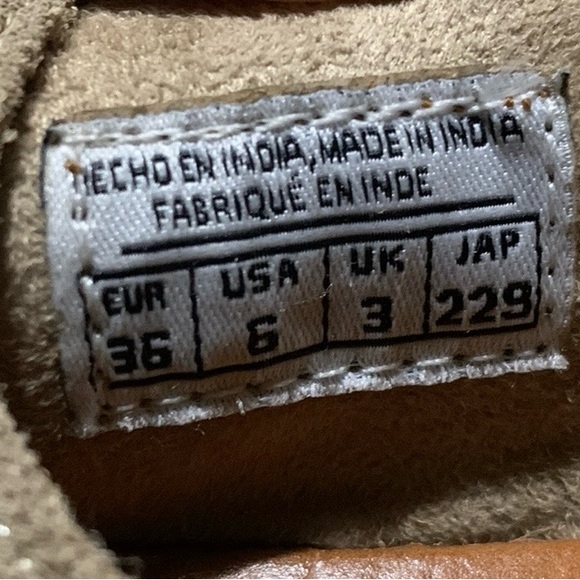 HECHO EN INDIA, MADE IN INDIA
FABRIQUÉ EN INDE
EUR USA UK JAP
36 6 3 229